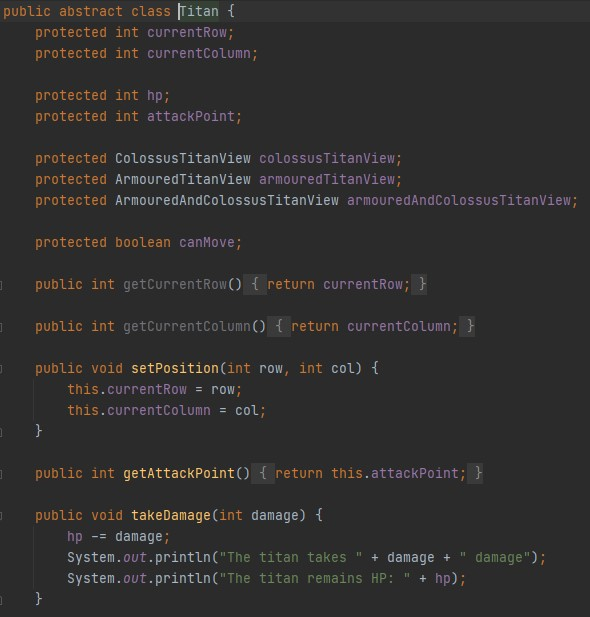 public abstract class Titan {
    protected int currentRow;
    protected int currentColumn;

    protected int hp;
    protected int attackPoint;

    protected ColossusTitanView colossusTitanView;
    protected ArmouredTitanView armouredTitanView;
    protected ArmouredAndColossusTitanView armouredAndColossusTitanView;

    protected boolean canMove;

    public int getCurrentRow() { return currentRow; }

    public int getCurrentColumn() { return currentColumn; }

    public void setPosition(int row, int col) {
        this.currentRow = row;
        this.currentColumn = col;
    }

    public int getAttackPoint() { return this.attackPoint; }

    public void takeDamage(int damage) {
        hp -= damage;
        System.out.println("The titan takes " + damage + " damage");
        System.out.println("The titan remains HP: " + hp);
    }